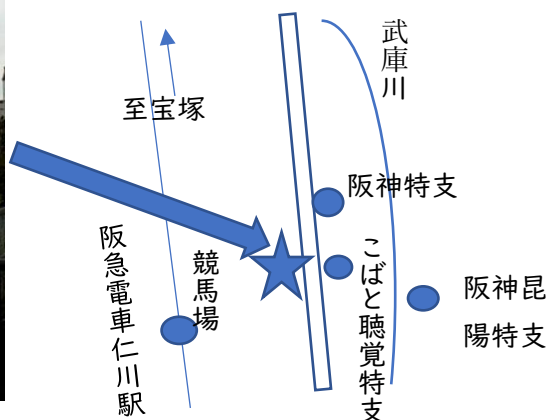 武庫川
至宝塚
阪神特支
阪急電車仁川駅
競馬場
こばと聴覚特支
阪神昆
陽特支